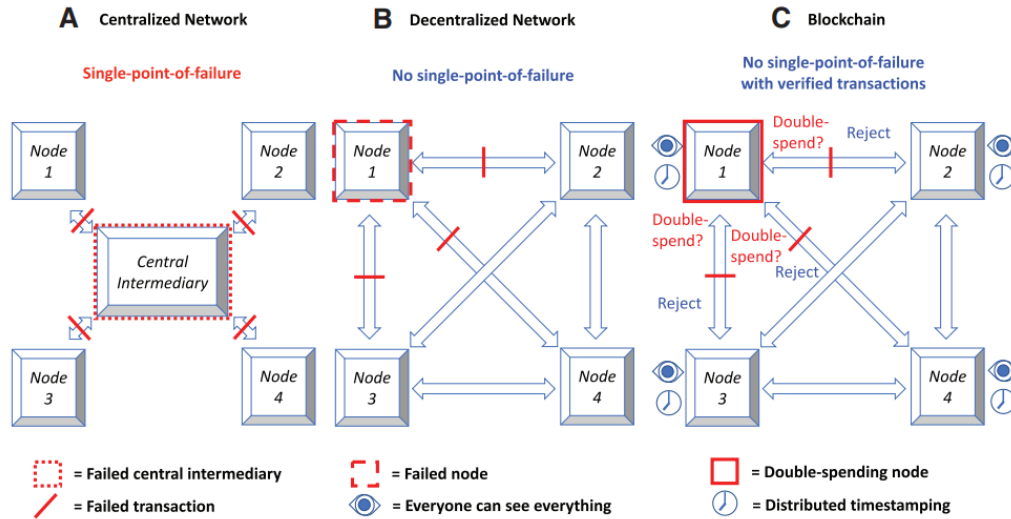 A Centralized Network
Single-point-of-failure
Node
1
Node
2
Central
Intermediary
Node
3
Node
4
B Decentralized Network
No single-point-of-failure
Node
1
Node
2
Node
3
Node
4
C Blockchain
No single-point-of-failure
with verified transactions
Node
1
Double-
spend?
Reject
Node
2
Double-
spend?
Double-
spend?
Reject
Reject
Node
3
Node
4
= Failed central intermediary
= Failed transaction
= Failed node
= Everyone can see everything
= Double-spending node
= Distributed timestamping